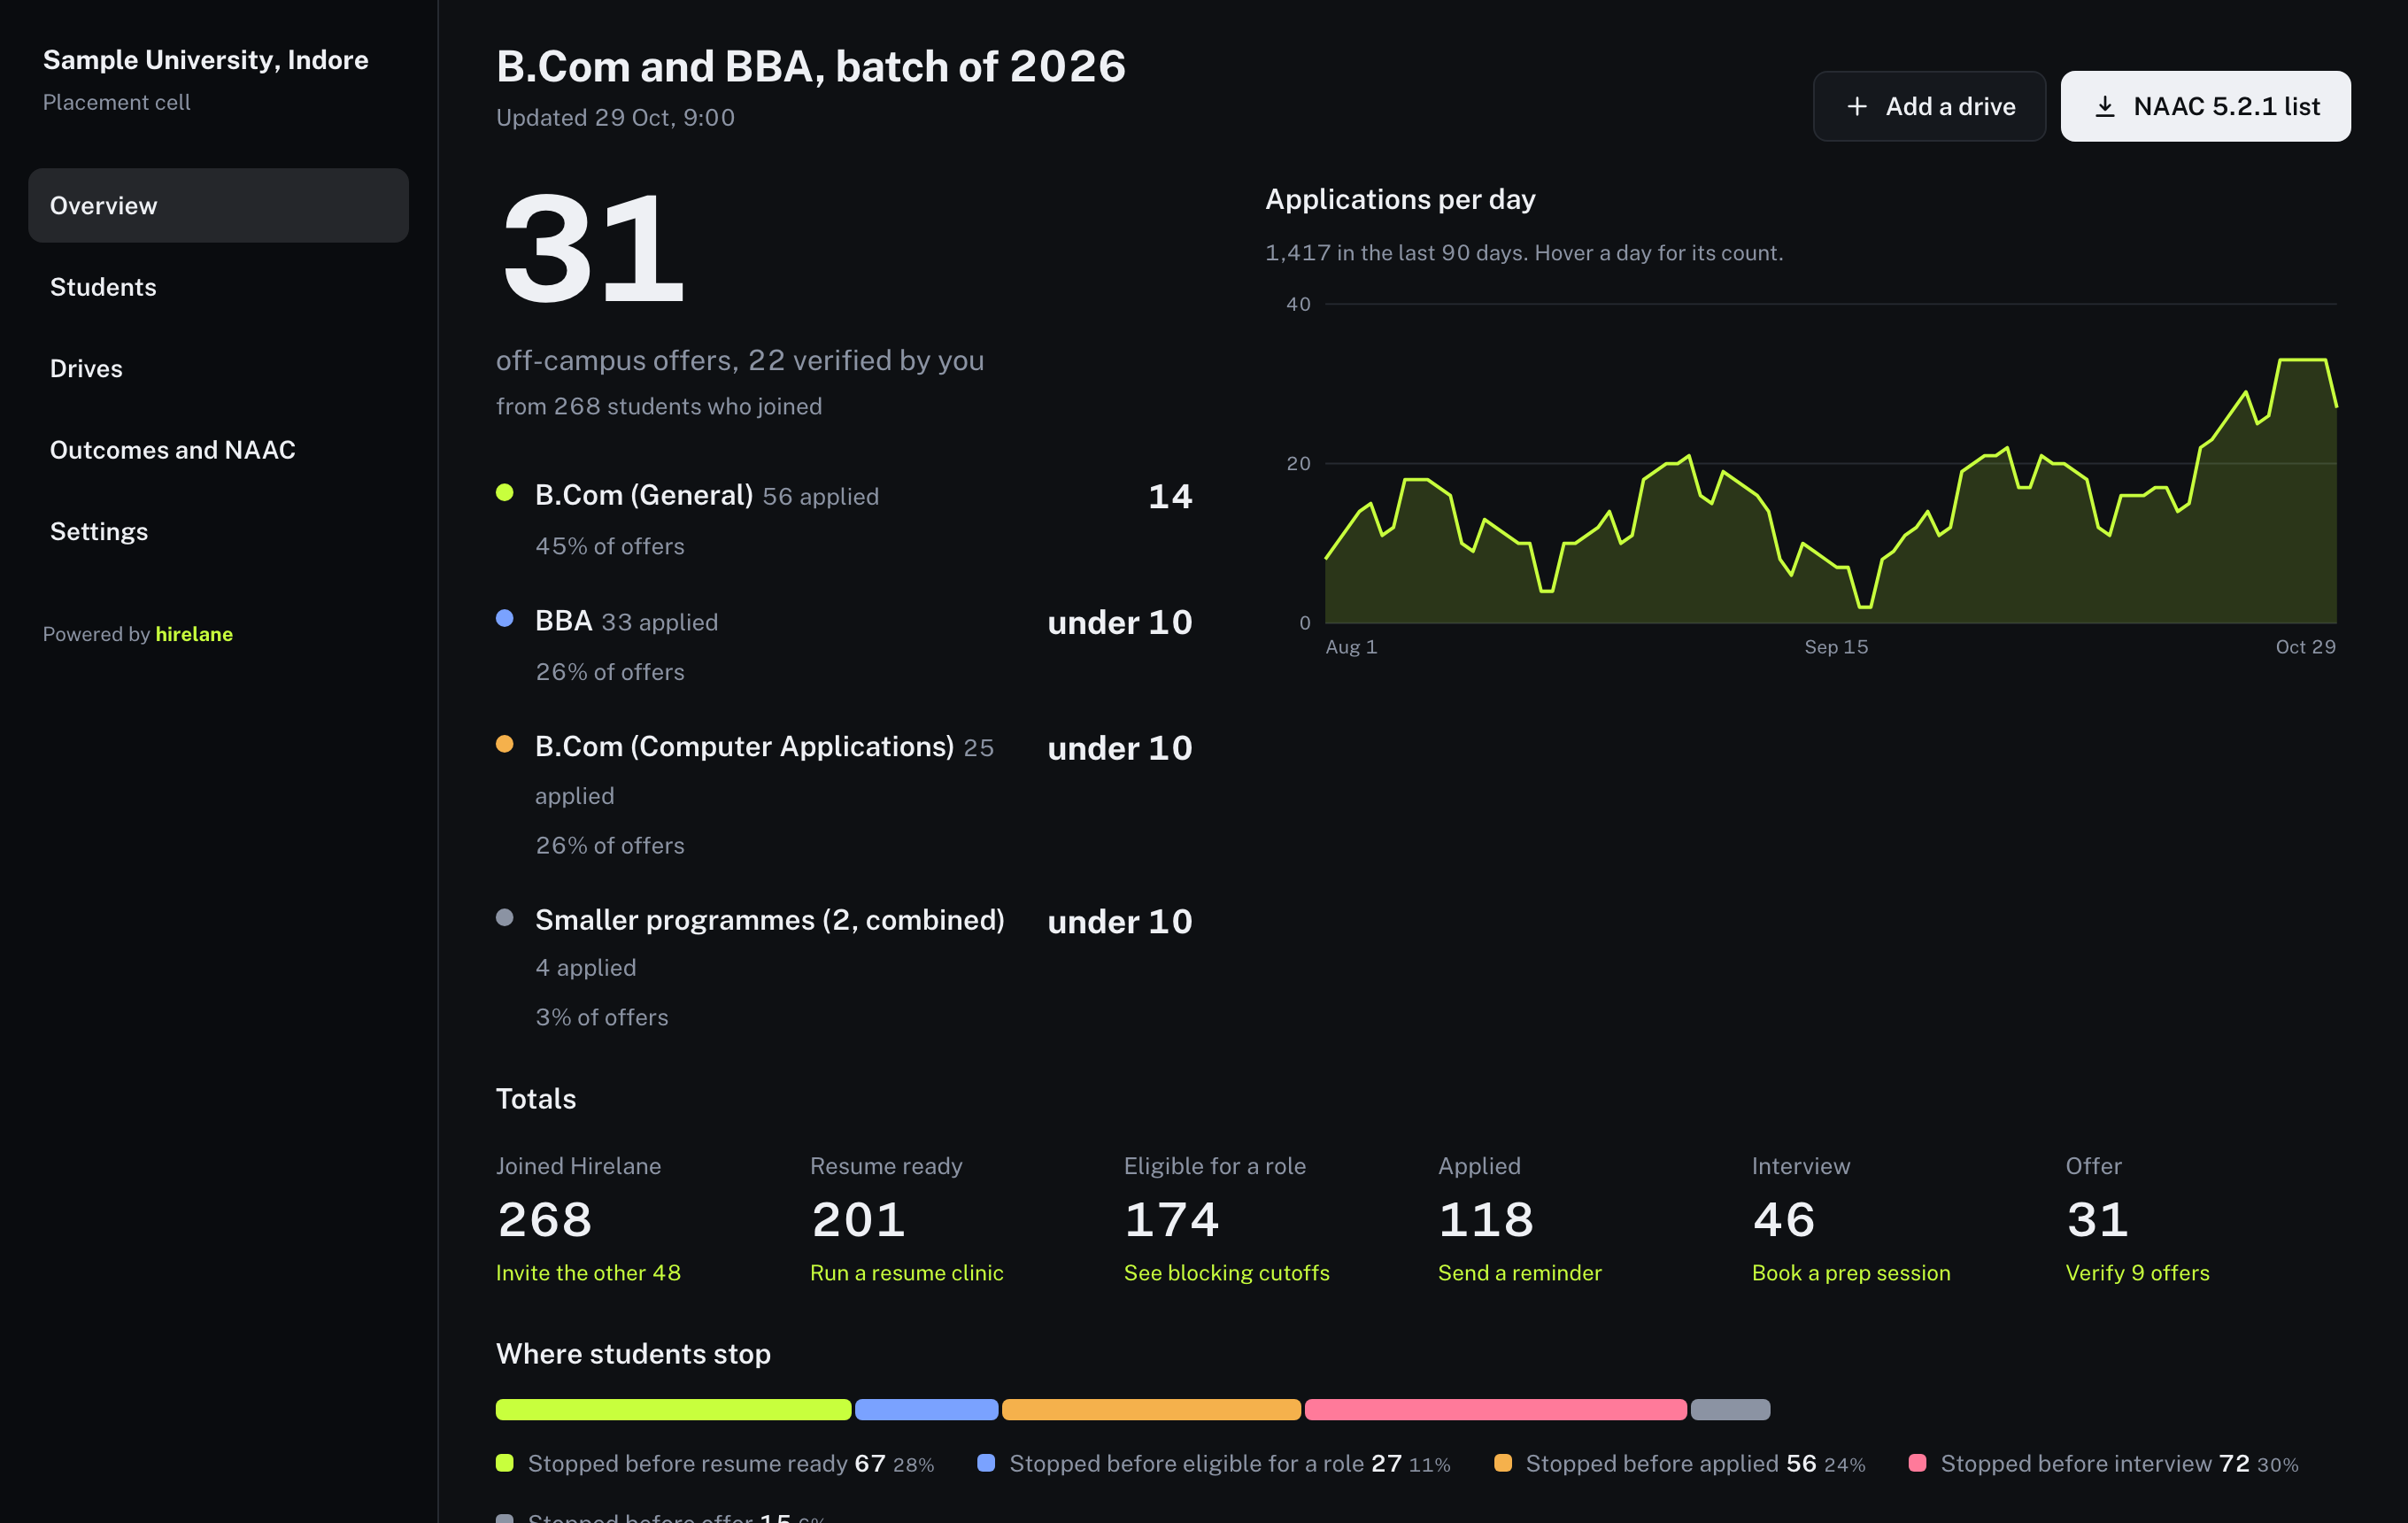 Sample University, Indore
Placement cell
Overview
Students
Drives
Outcomes and NAAC
Settings
Powered by hirelane
B.Com and BBA, batch of 2026
Updated 29 Oct, 9:00
Add a drive
NAAC 5.2.1 list
31
off-campus offers, 22 verified by you
from 268 students who joined
B.Com (General) 56 applied
14
45% of offers
BBA 33 applied
under 10
26% of offers
B.Com (Computer Applications) 25
applied
under 10
26% of offers
Smaller programmes (2, combined)
under 10
4 applied
3% of offers
Applications per day
1,417 in the last 90 days. Hover a day for its count.
40
20
0
Aug 1
Sep 15
Oct 29
Totals
Joined Hirelane
268
Invite the other 48
Resume ready
201
Run a resume clinic
Eligible for a role
174
See blocking cutoffs
Applied
118
Send a reminder
Interview
46
Book a prep session
Offer
31
Verify 9 offers
Where students stop
Stopped before resume ready 67 28%
Stopped before eligible for a role 27 11%
Stopped before applied 56 24%
Stopped before interview 72 30%
Stopped before offer 15 6%